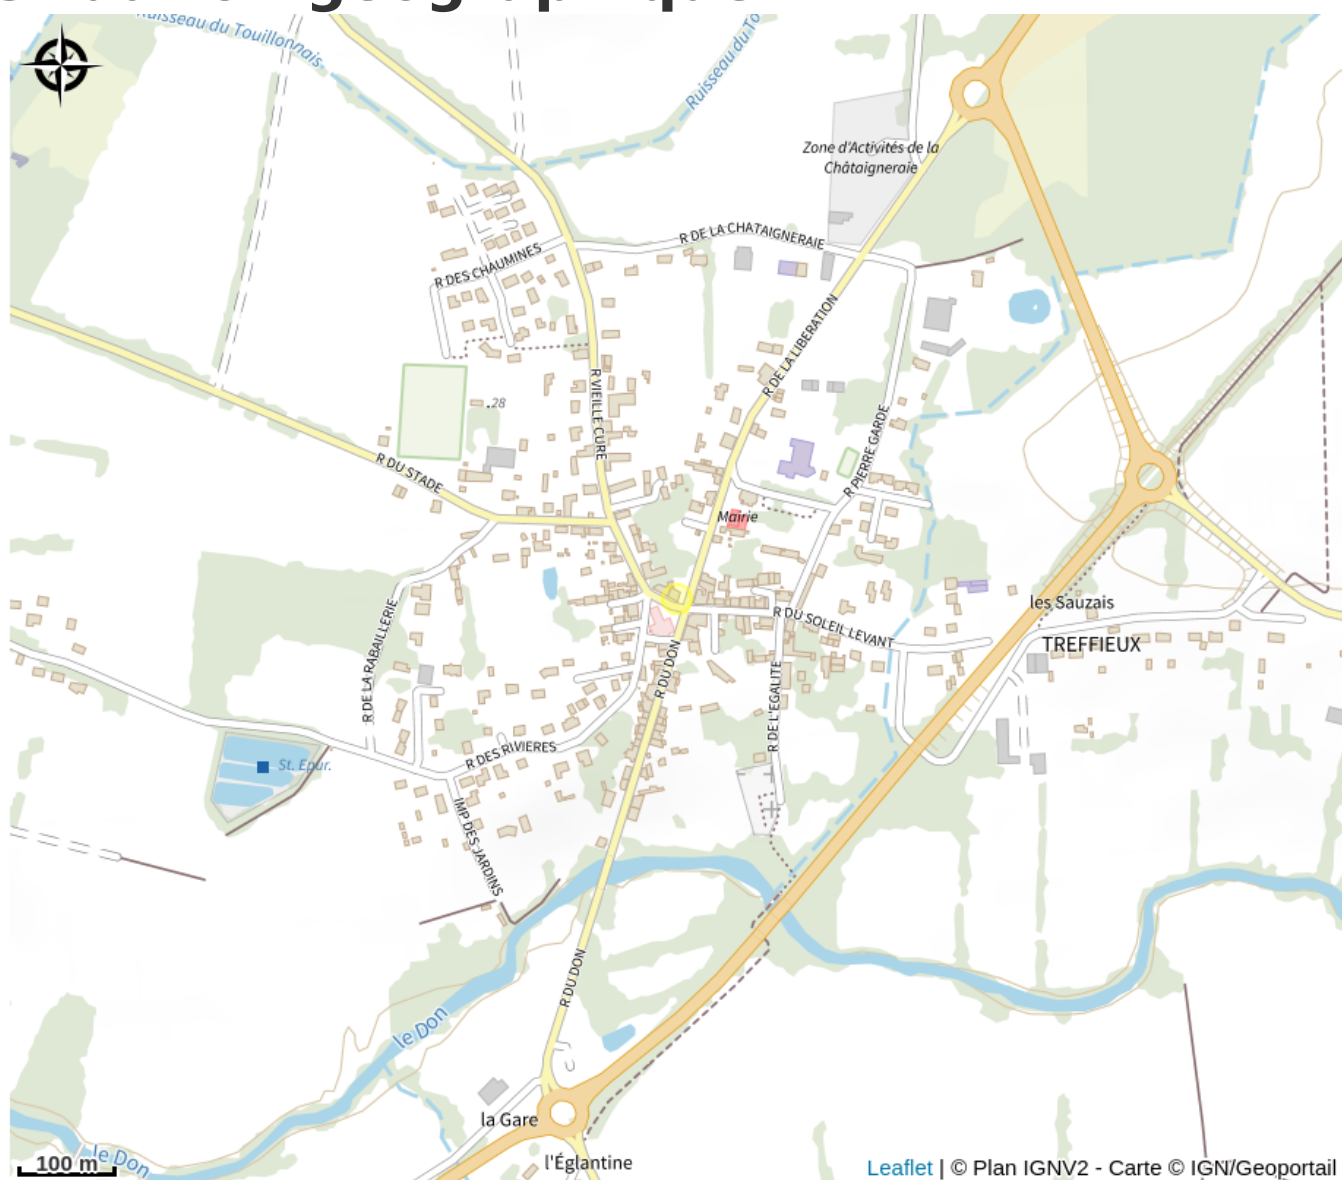 Ruisseau du Touillonnais
Ruisseau du To
Zone d'Activités de la
Châtaigneraie
R DE LA CHATAIGNERAIE
R DES CHAUMINES
R DE LA LIBERATION
R VIEILLE CURE
.28
R PIERRE GARDE
R DU STADE
Mairie
les Sauzais
R DU SOLEIL LEVANT
TREFFIEUX
R DE LA RABAILLERIE
R DU DON
R DE L'EGALITE
R DES RIVIERES
St. Epur.
IMP DES JARDINS
R DU DON
le Don
la Gare
l'Églantine
le Don
100 m
Leaflet | © Plan IGNV2 - Carte © IGN/Geoportail